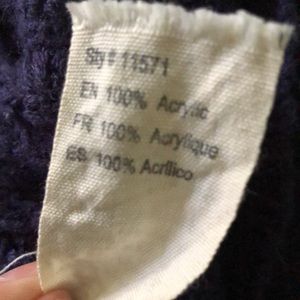 Sty# 11571
EN 100% Acrylic
FR 100% Acrylique
ES: 100% Acrílico